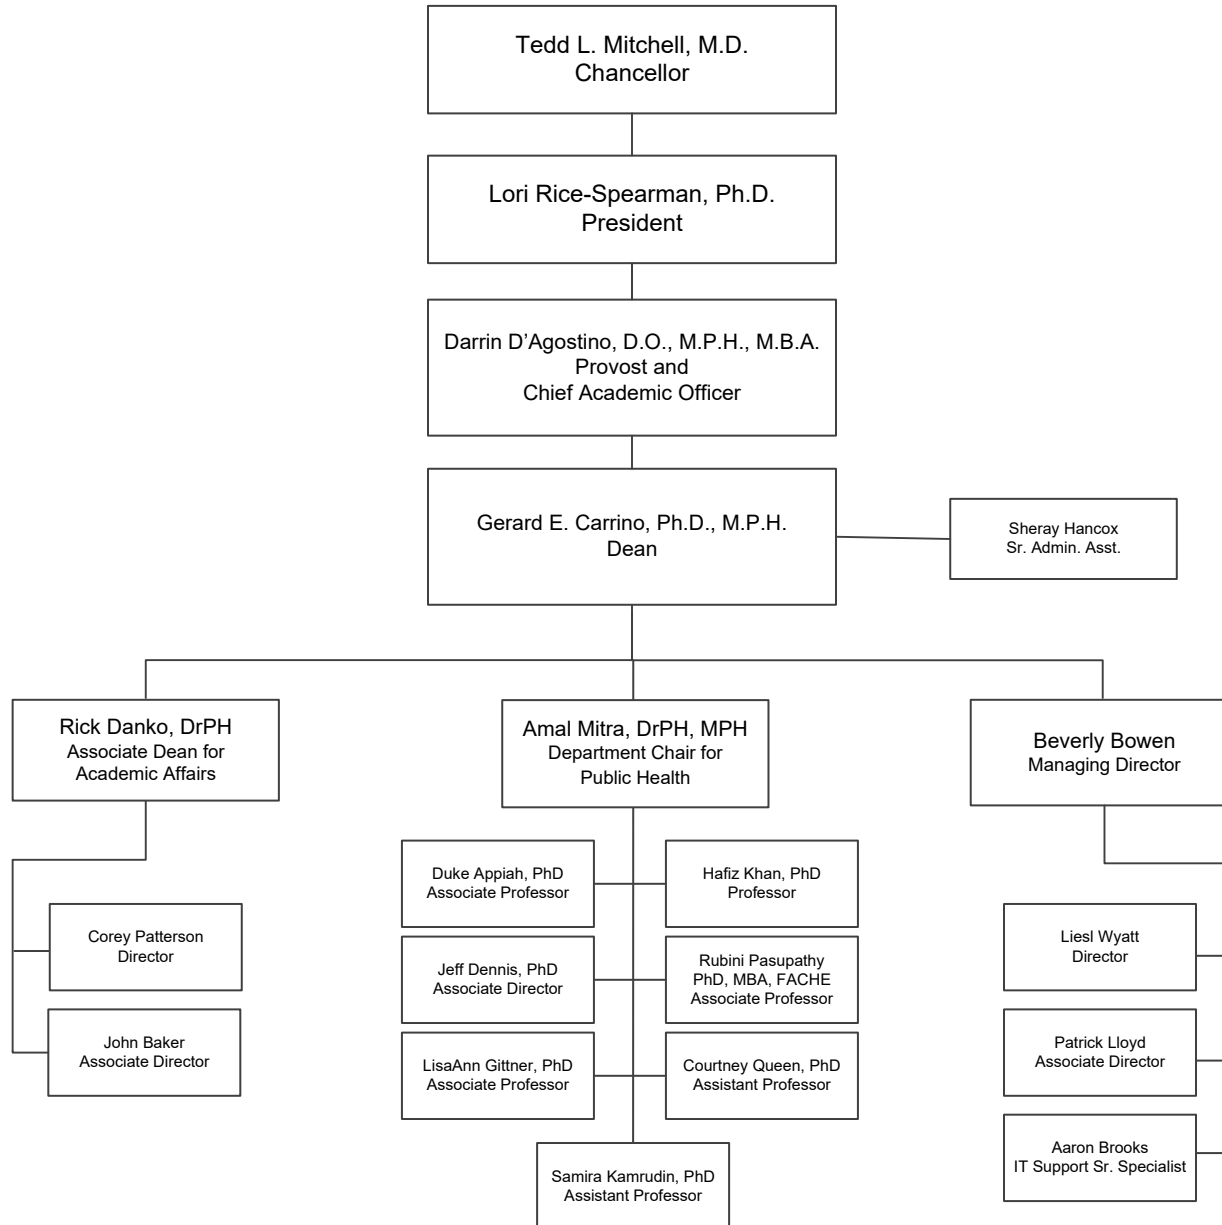 Tedd L. Mitchell, M.D.
Chancellor
Lori Rice-Spearman, Ph.D.
President
Darrin D’Agostino, D.O., M.P.H., M.B.A.
Provost and
Chief Academic Officer
Gerard E. Carrino, Ph.D., M.P.H.
Dean
Sheray Hancox
Sr. Admin. Asst.
Rick Danko, DrPH
Associate Dean for
Academic Affairs
Amal Mitra, DrPH, MPH
Department Chair for
Public Health
Beverly Bowen
Managing Director
Corey Patterson
Director
John Baker
Associate Director
Duke Appiah, PhD
Associate Professor
Hafiz Khan, PhD
Professor
Jeff Dennis, PhD
Associate Director
Rubini Pasupathy
PhD, MBA, FACHE
Associate Professor
LisaAnn Gittner, PhD
Associate Professor
Courtney Queen, PhD
Assistant Professor
Samira Kamrudin, PhD
Assistant Professor
Liesl Wyatt
Director
Patrick Lloyd
Associate Director
Aaron Brooks
IT Support Sr. Specialist